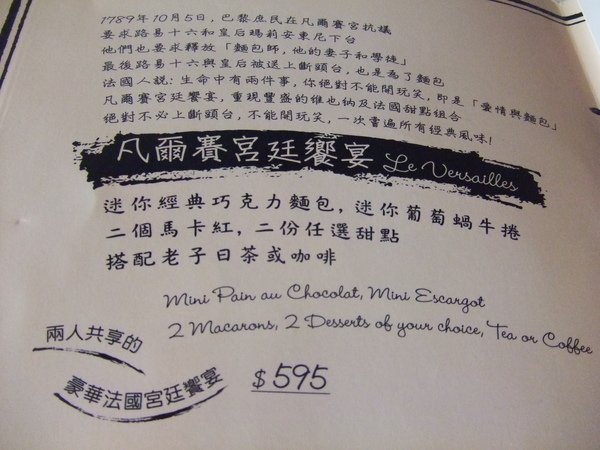 1789年10月5日，巴黎庶民在凡爾賽宮抗議
要求路易十六和皇后瑪莉安東尼下台
他們也要求釋放「麵包師，他的妻子和學徒」
最後路易十六與皇后被送上斷頭台，也是為了麵包
法國人說：生命中有兩件事，你絕對不能開玩笑，即是「愛情與麵包」
凡爾賽宮廷饗宴，重現豐盛的維也納及法國甜點組合
絕對不必上斷頭台，不能開玩笑，一次嘗遍所有經典風味！
凡爾賽宮廷饗宴 Le Versailles
迷你經典巧克力麵包，迷你葡萄蝸牛捲
二個馬卡紅，二份任選甜點
搭配老子曰茶或咖啡
Mini Pain au Chocolat, Mini Escargot
2 Macarons, 2 Desserts of your choice, Tea or Coffee
兩人共享的
豪華法國宮廷饗宴
$595